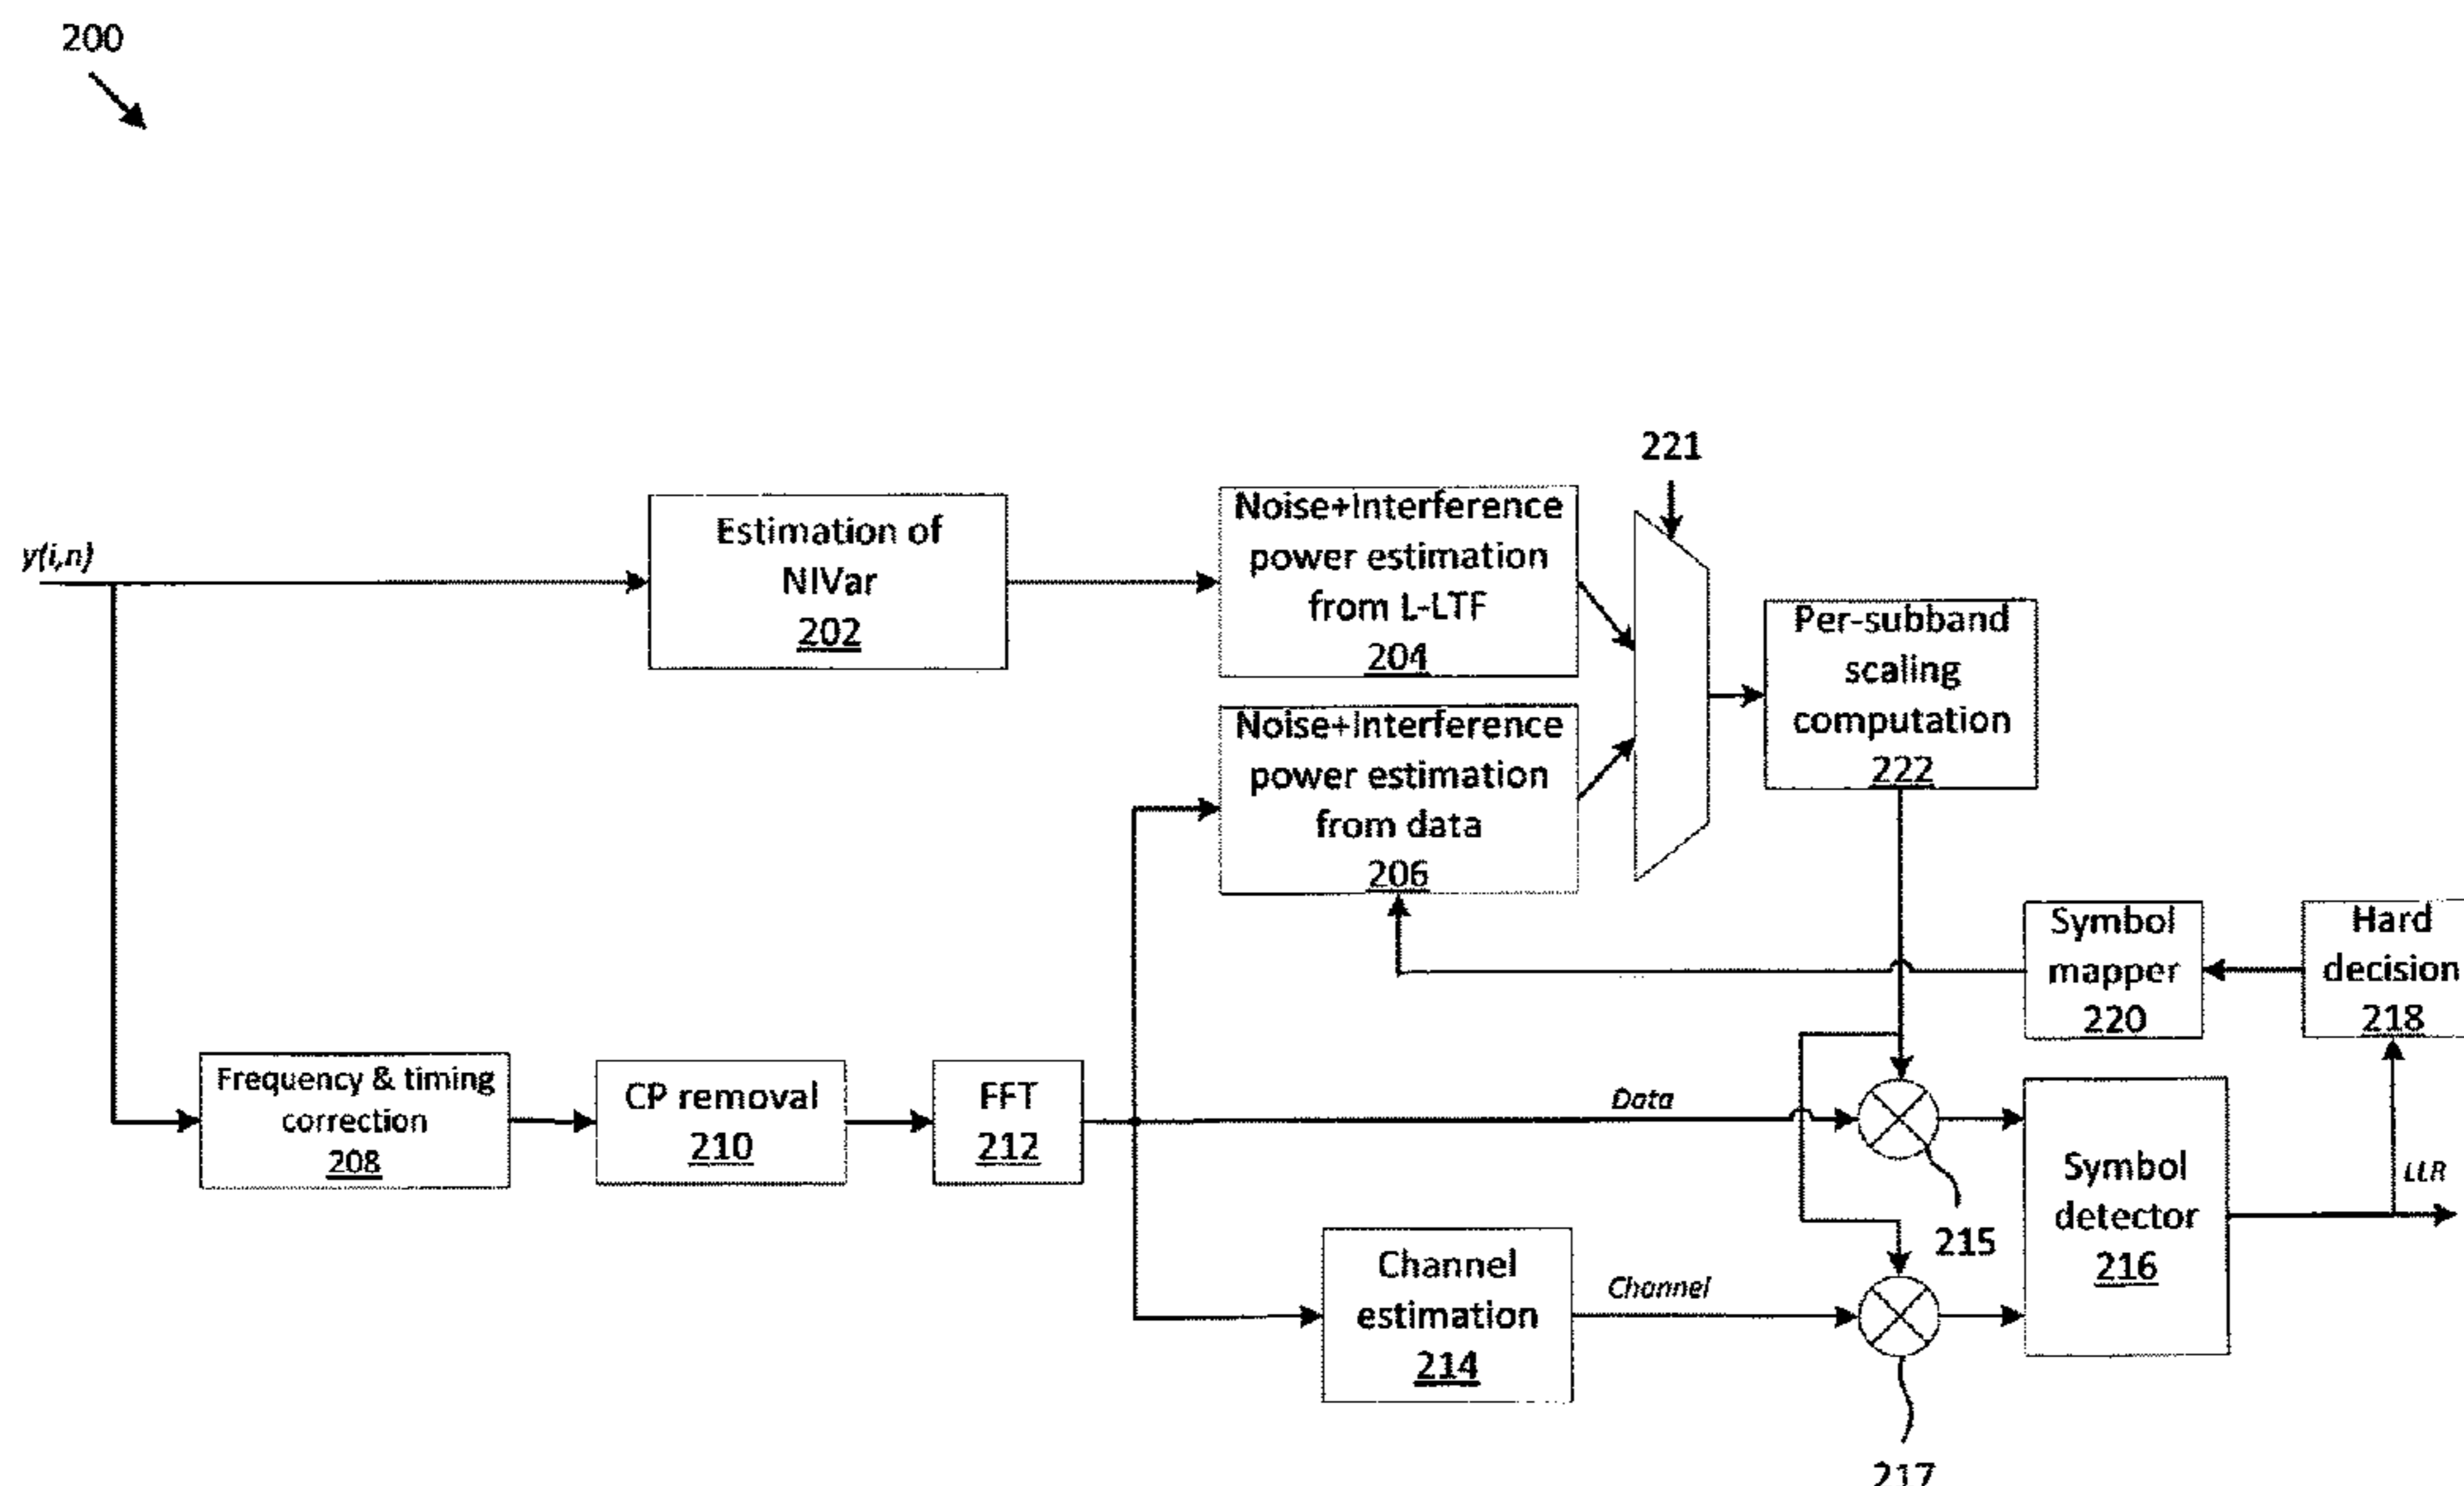 200
221
y(i,n)
Estimation of
NIVar
202
Noise+Interference
power estimation
from L-LTF
204
Per-subband
scaling
computation
222
Noise+Interference
power estimation
from data
206
Symbol
mapper
220
Hard
decision
218
Frequency & timing
correction
208
CP removal
210
FFT
212
Data
215
Symbol
detector
216
LLR
Channel
estimation
214
Channel
217